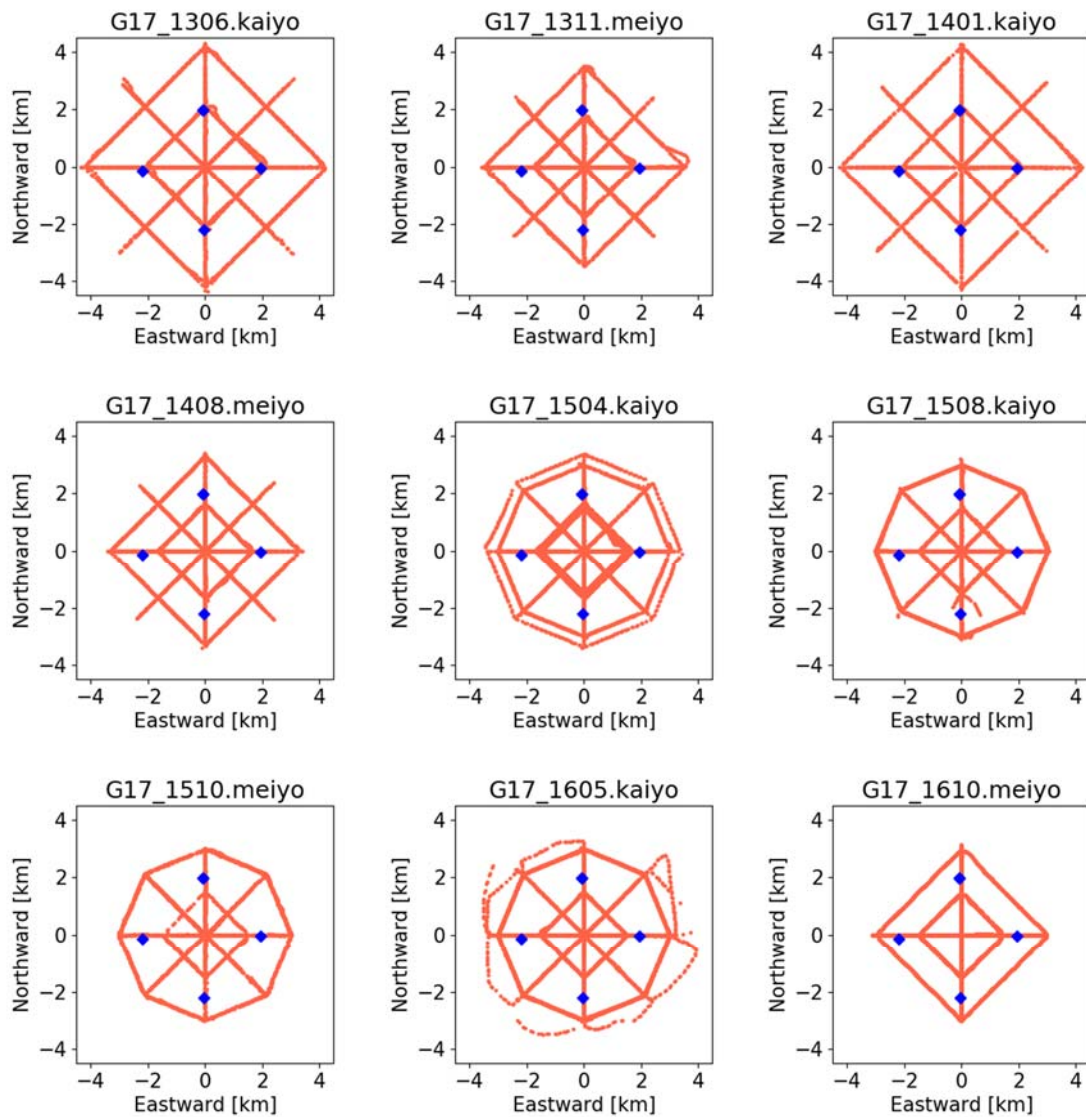 G17_1306.kaiyo
G17_1311.meiyo
G17_1401.kaiyo
Northward [km]
4
2
0
−2
−4
−4 −2 0 2 4
Eastward [km]
Northward [km]
4
2
0
−2
−4
−4 −2 0 2 4
Eastward [km]
Northward [km]
4
2
0
−2
−4
−4 −2 0 2 4
Eastward [km]
G17_1408.meiyo
G17_1504.kaiyo
G17_1508.kaiyo
Northward [km]
4
2
0
−2
−4
−4 −2 0 2 4
Eastward [km]
Northward [km]
4
2
0
−2
−4
−4 −2 0 2 4
Eastward [km]
Northward [km]
4
2
0
−2
−4
−4 −2 0 2 4
Eastward [km]
G17_1510.meiyo
G17_1605.kaiyo
G17_1610.meiyo
Northward [km]
4
2
0
−2
−4
−4 −2 0 2 4
Eastward [km]
Northward [km]
4
2
0
−2
−4
−4 −2 0 2 4
Eastward [km]
Northward [km]
4
2
0
−2
−4
−4 −2 0 2 4
Eastward [km]